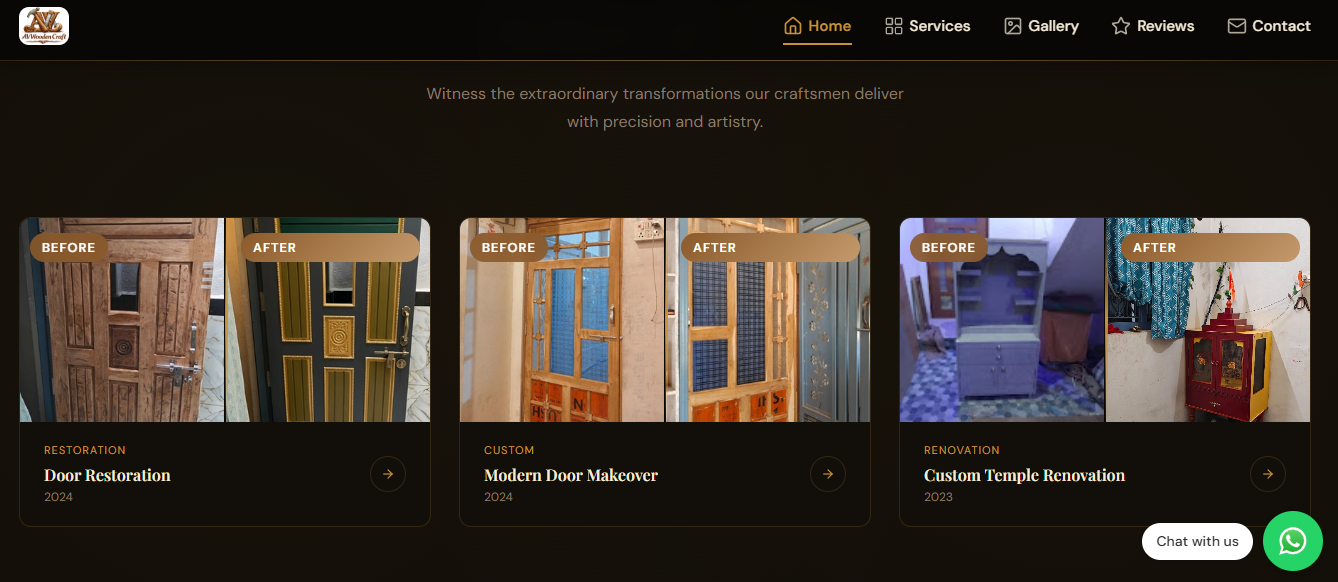 AV Wooden Craft
Home
Services
Gallery
Reviews
Contact
Witness the extraordinary transformations our craftsmen deliver
with precision and artistry.
BEFORE
AFTER
BEFORE
AFTER
BEFORE
AFTER
RESTORATION
Door Restoration
2024
CUSTOM
Modern Door Makeover
2024
RENOVATION
Custom Temple Renovation
2023
Chat with us